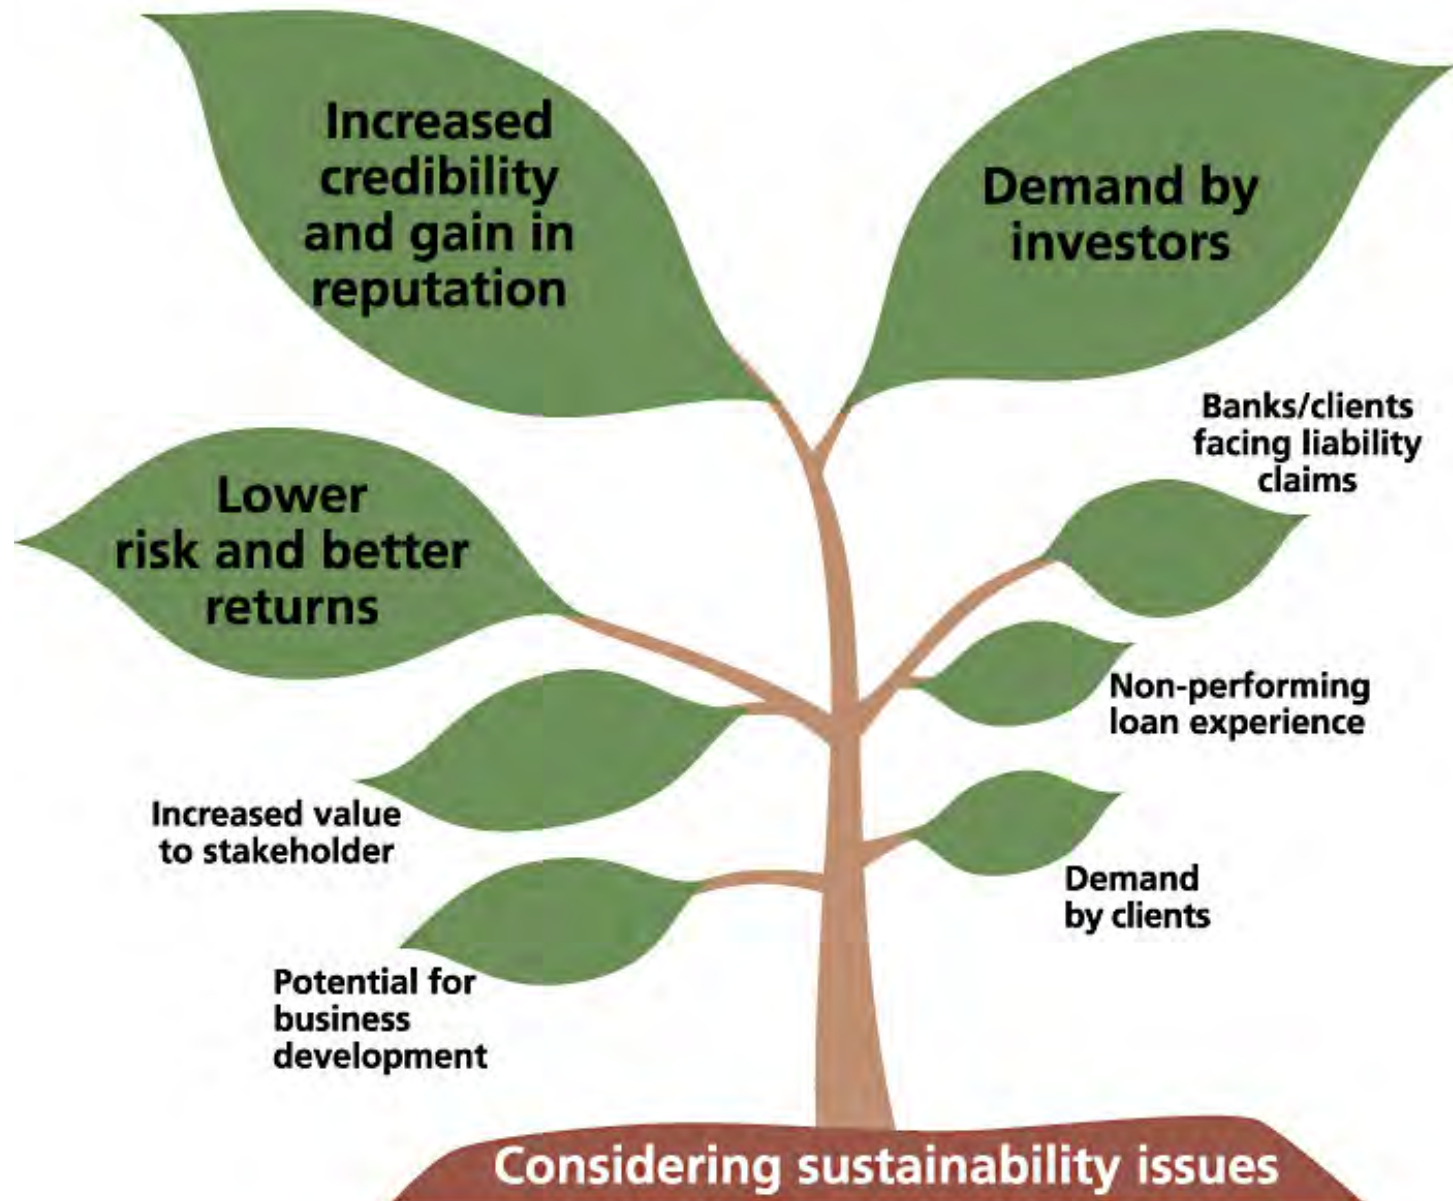 Increased
credibility
and gain in
reputation
Demand by
investors
Banks/clients
facing liability
claims
Lower
risk and better
returns
Non-performing
loan experience
Increased value
to stakeholder
Demand
by clients
Potential for
business
development
Considering sustainability issues